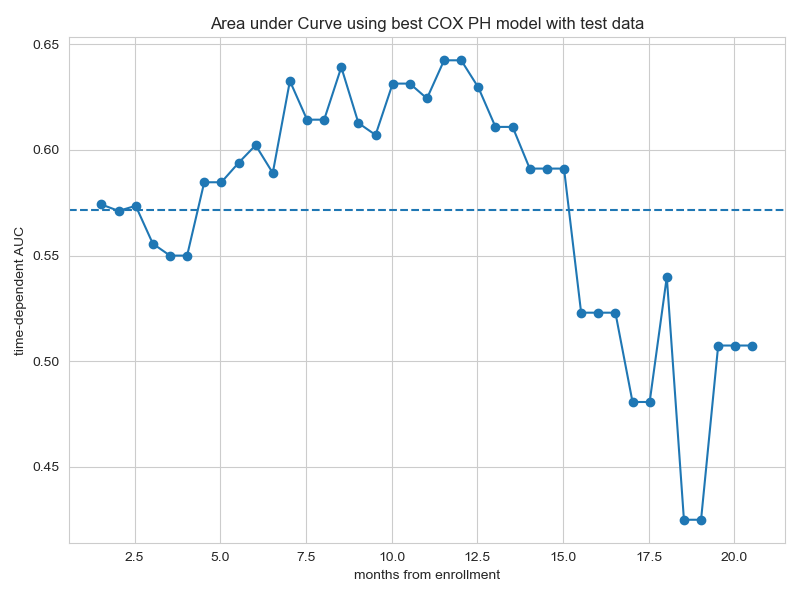 Area under Curve using best COX PH model with test data
0.65
0.60
0.55
0.50
0.45
time-dependent AUC
2.5 5.0 7.5 10.0 12.5 15.0 17.5 20.0
months from enrollment